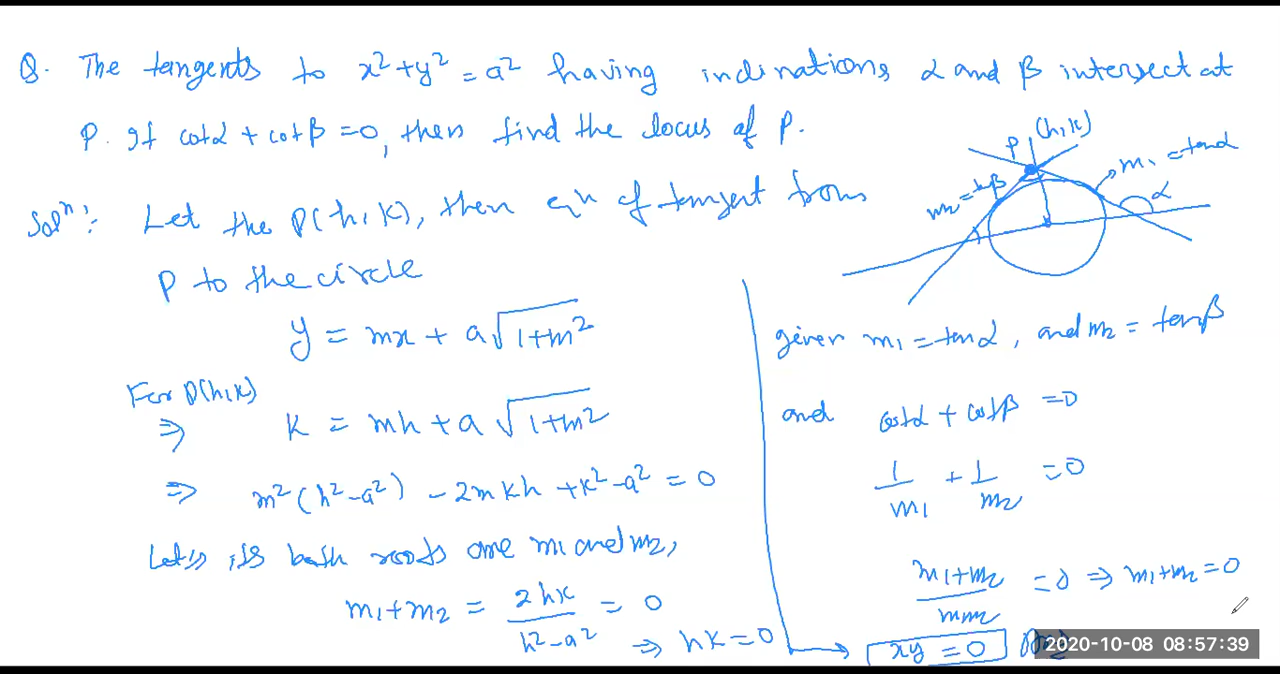 Q. The tangents to x²+y² = a² having inclinations α and β intersect at
P. If cotα + cotβ = 0, then find the locus of P.
P (h,k)
m₁ = tanα
α
Solⁿ: Let the P(h,k), then eqn of tangent from
P to the circle
y = mx + a√1+m²
For P(h,k)
⇒ k = mh + a√1+m²
⇒ m²(h²-a²) - 2mkh + k²-a² = 0
Let's its both roots are m₁ and m₂,
m₁+m₂ = 2hk/h²-a² = 0
⇒ hk = 0
given m₁ = tanα, and m₂ = tanβ
and cotα + cotβ = 0
1/m₁ + 1/m₂ = 0
m₁+m₂/m₁m₂ = 0 ⇒ m₁+m₂ = 0
xy = 0
2020-10-08 08:57:39